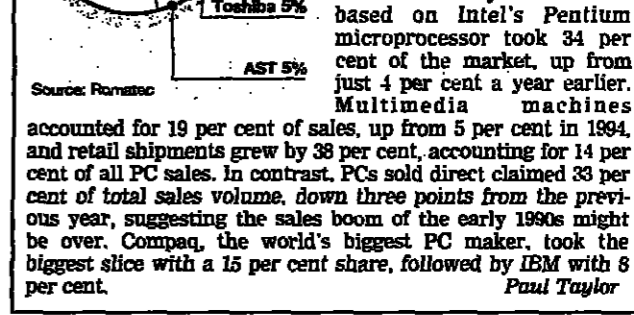 Toshiba 5%
AST 5%
Source: Romatec
based on Intel's Pentium
microprocessor took 34 per
cent of the market, up from
just 4 per cent a year earlier.
Multimedia machines
accounted for 19 per cent of sales, up from 5 per cent in 1994,
and retail shipments grew by 38 per cent, accounting for 14 per
cent of all PC sales. In contrast, PCs sold direct claimed 33 per
cent of total sales volume, down three points from the previ-
ous year, suggesting the sales boom of the early 1990s might
be over. Compaq, the world's biggest PC maker, took the
biggest slice with a 15 per cent share, followed by IBM with 8
per cent. Paul Taylor